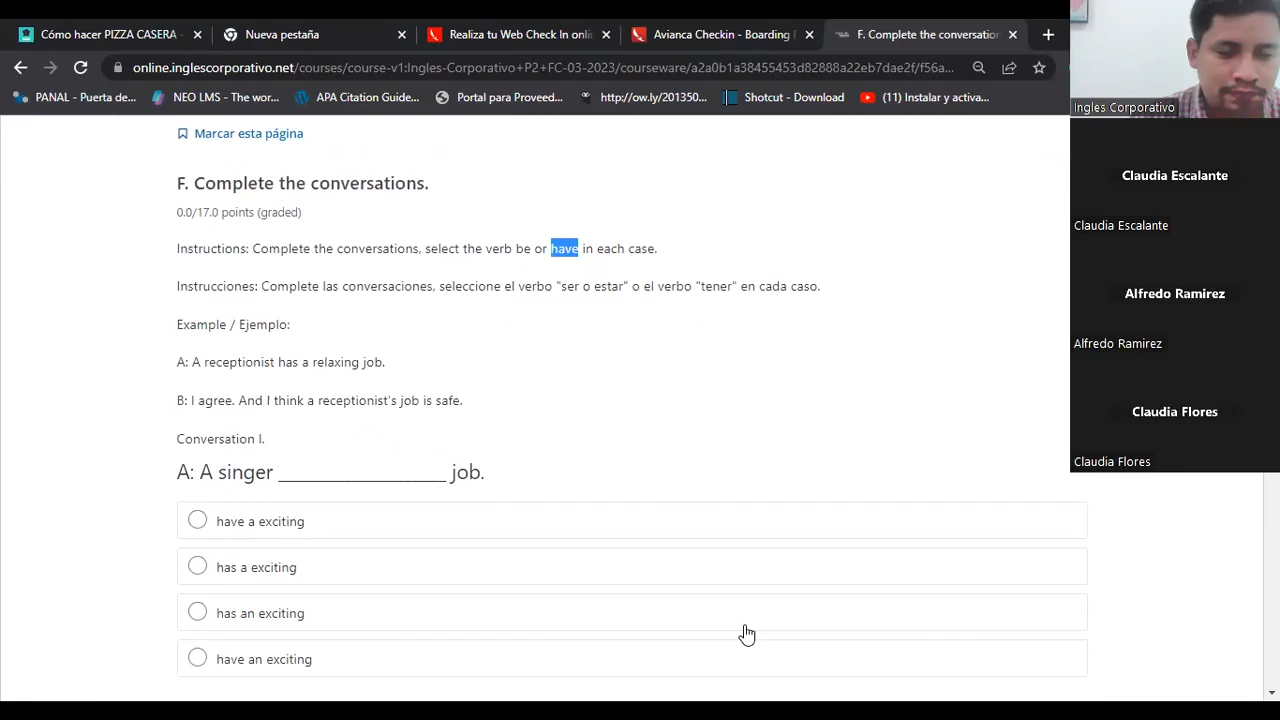 Cómo hacer PIZZA CASERA -
Nueva pestaña
Realiza tu Web Check In online
Avianca Checkin - Boarding
F. Complete the conversation
online.inglescorporativo.net/courses/course-v1:Ingles-Corporativo+P2+FC-03-2023/courseware/a2a0b1a38455453d82888a22eb7dae2f/f56a...
PANAL - Puerta de...
NEO LMS - The wor...
APA Citation Guide...
Portal para Proveed...
http://ow.ly/201350...
Shotcut - Download
(11) Instalar y activa...
Ingles Corporativo
Claudia Escalante
Claudia Escalante
Alfredo Ramirez
Alfredo Ramirez
Claudia Flores
Claudia Flores
Marcar esta página
F. Complete the conversations.
0.0/17.0 points (graded)
Instructions: Complete the conversations, select the verb be or have in each case.
Instrucciones: Complete las conversaciones, seleccione el verbo "ser o estar" o el verbo "tener" en cada caso.
Example / Ejemplo:
A: A receptionist has a relaxing job.
B: I agree. And I think a receptionist's job is safe.
Conversation I.
A: A singer ________________ job.
have a exciting
has a exciting
has an exciting
have an exciting